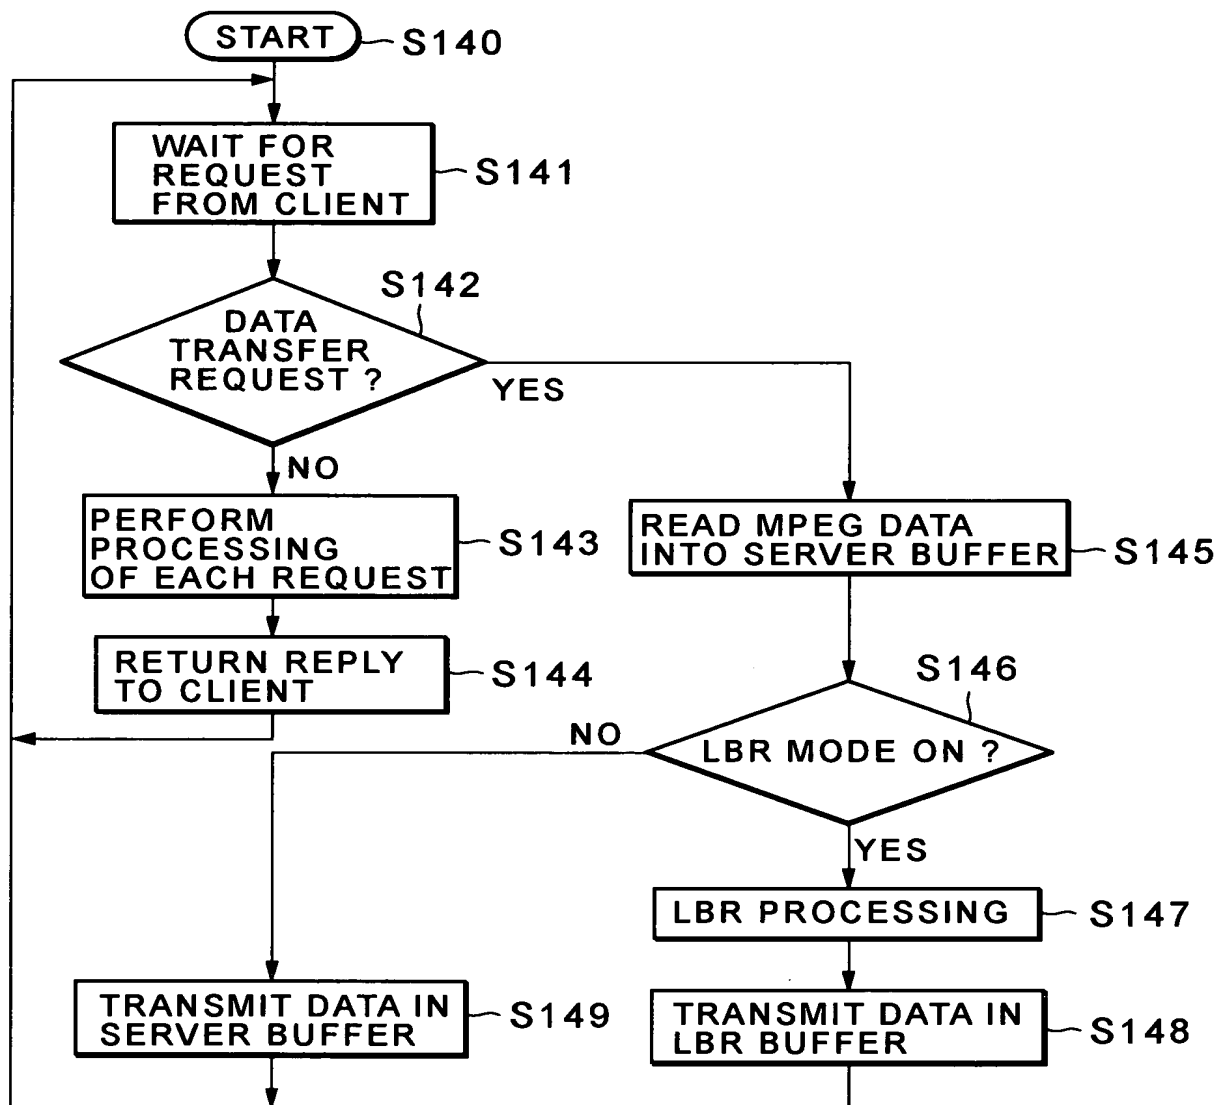 START
S140
WAIT FOR
REQUEST
FROM CLIENT
S141
S142
DATA
TRANSFER
REQUEST ?
YES
NO
PERFORM
PROCESSING
OF EACH REQUEST
S143
READ MPEG DATA
INTO SERVER BUFFER
S145
RETURN REPLY
TO CLIENT
S144
S146
NO
LBR MODE ON ?
YES
LBR PROCESSING
S147
TRANSMIT DATA IN
SERVER BUFFER
S149
TRANSMIT DATA IN
LBR BUFFER
S148